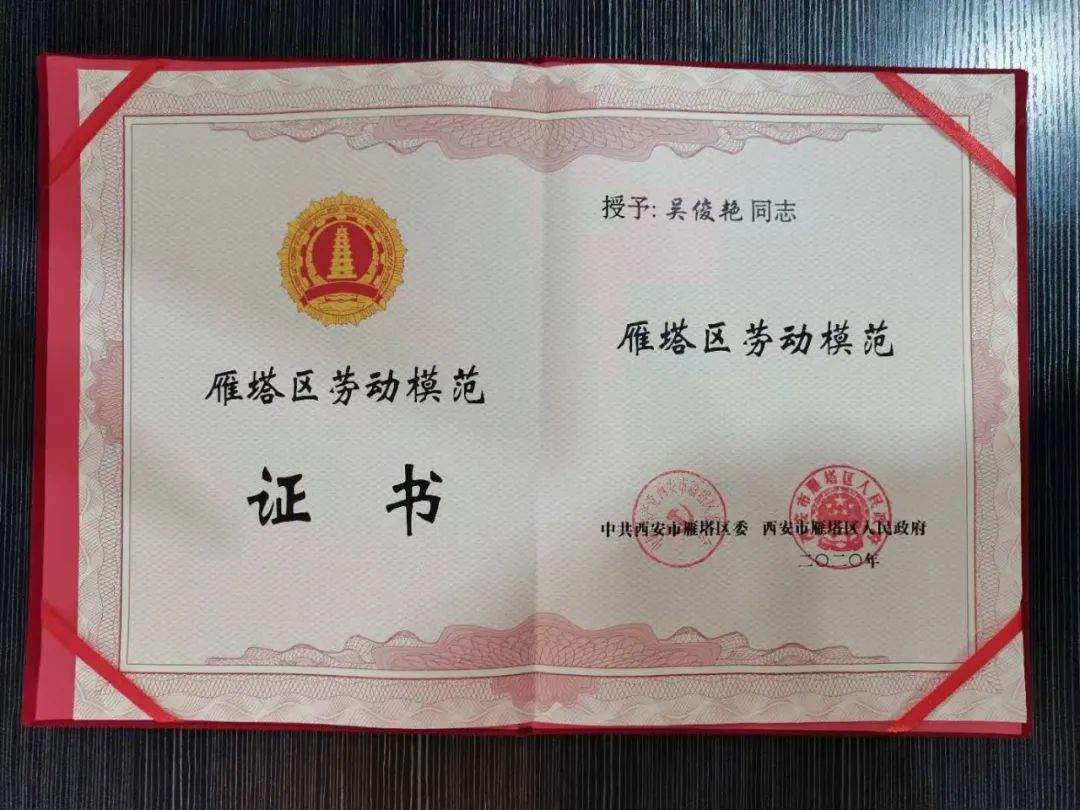 雁塔区劳动模范
证书
授予:吴俊艳同志
雁塔区劳动模范
中共西安市雁塔区委 西安市雁塔区人民政府
二〇二〇年